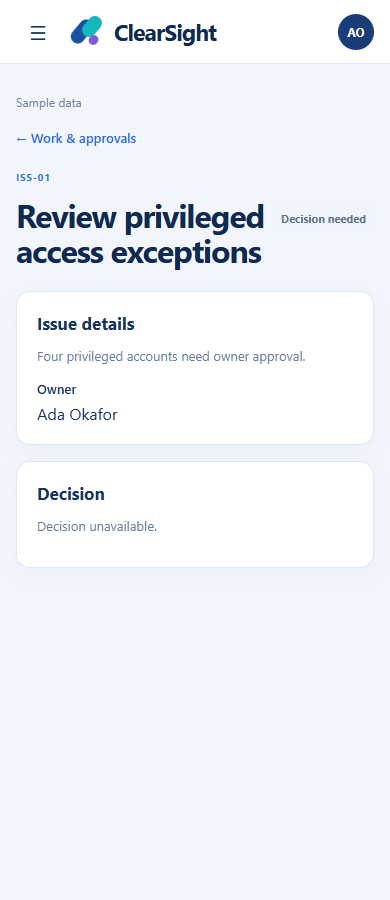 ClearSight
AO
Sample data
← Work & approvals
ISS-01
Review privileged
access exceptions
Decision needed
Issue details
Four privileged accounts need owner approval.
Owner
Ada Okafor
Decision
Decision unavailable.